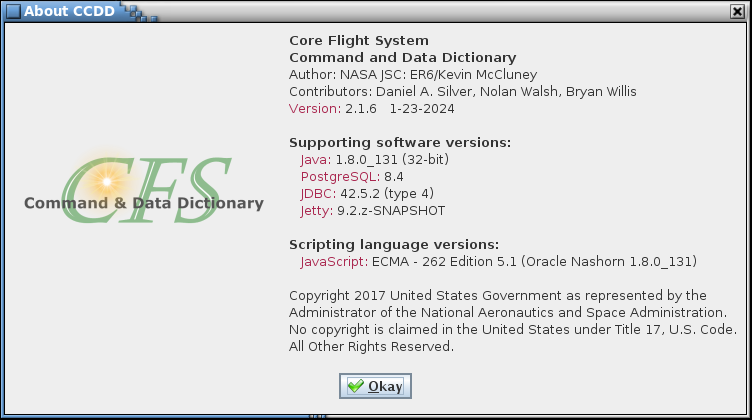 About CCDD
Core Flight System
Command and Data Dictionary
Author: NASA JSC: ER6/Kevin McCluney
Contributors: Daniel A. Silver, Nolan Walsh, Bryan Willis
Version: 2.1.6   1-23-2024
CFS
Command & Data Dictionary
Supporting software versions:
Java: 1.8.0_131 (32-bit)
PostgreSQL: 8.4
JDBC: 42.5.2 (type 4)
Jetty: 9.2.z-SNAPSHOT
Scripting language versions:
JavaScript: ECMA - 262 Edition 5.1 (Oracle Nashorn 1.8.0_131)
Copyright 2017 United States Government as represented by the
Administrator of the National Aeronautics and Space Administration.
No copyright is claimed in the United States under Title 17, U.S. Code.
All Other Rights Reserved.
Okay